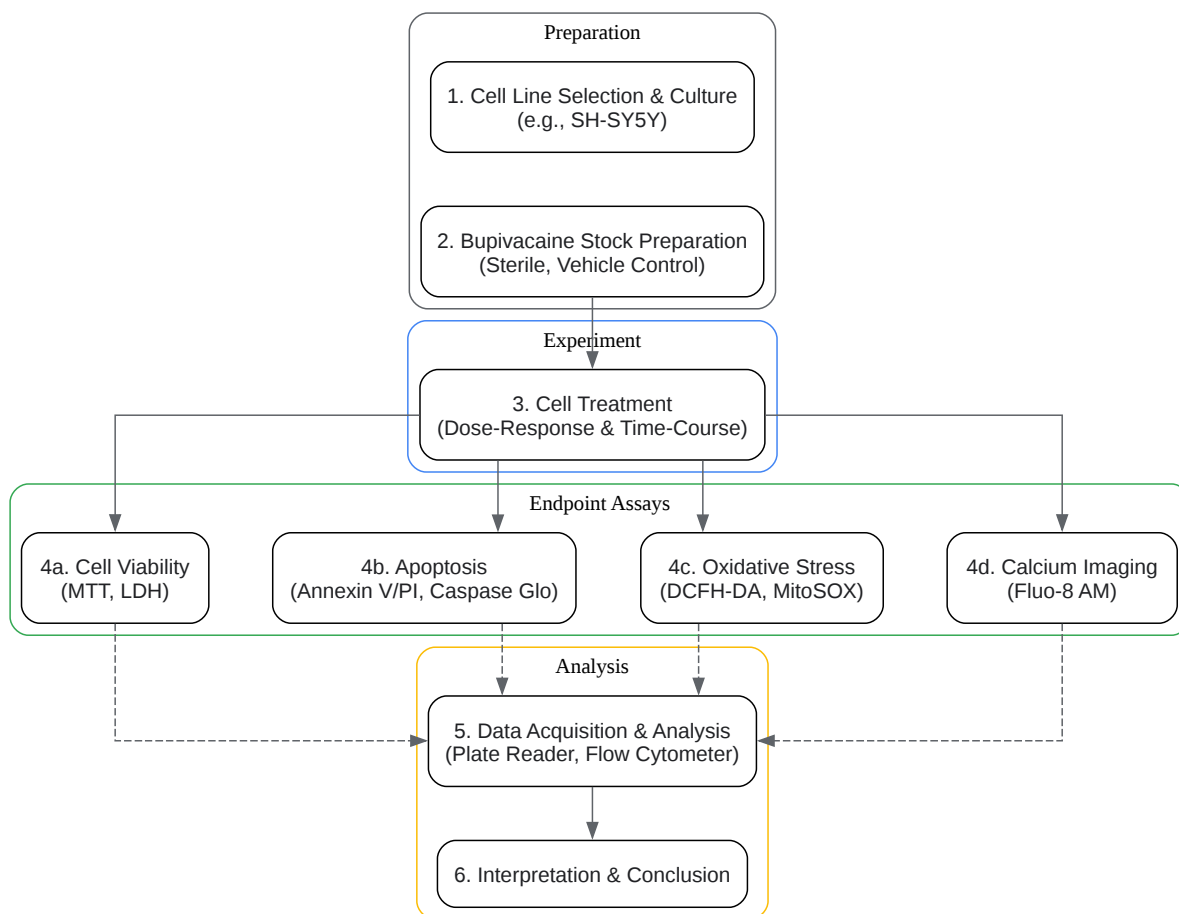 Preparation
1. Cell Line Selection & Culture
(e.g., SH-SY5Y)
2. Bupivacaine Stock Preparation
(Sterile, Vehicle Control)
Experiment
3. Cell Treatment
(Dose-Response & Time-Course)
Endpoint Assays
4a. Cell Viability
(MTT, LDH)
4b. Apoptosis
(Annexin V/PI, Caspase Glo)
4c. Oxidative Stress
(DCFH-DA, MitoSOX)
4d. Calcium Imaging
(Fluo-8 AM)
Analysis
5. Data Acquisition & Analysis
(Plate Reader, Flow Cytometer)
6. Interpretation & Conclusion